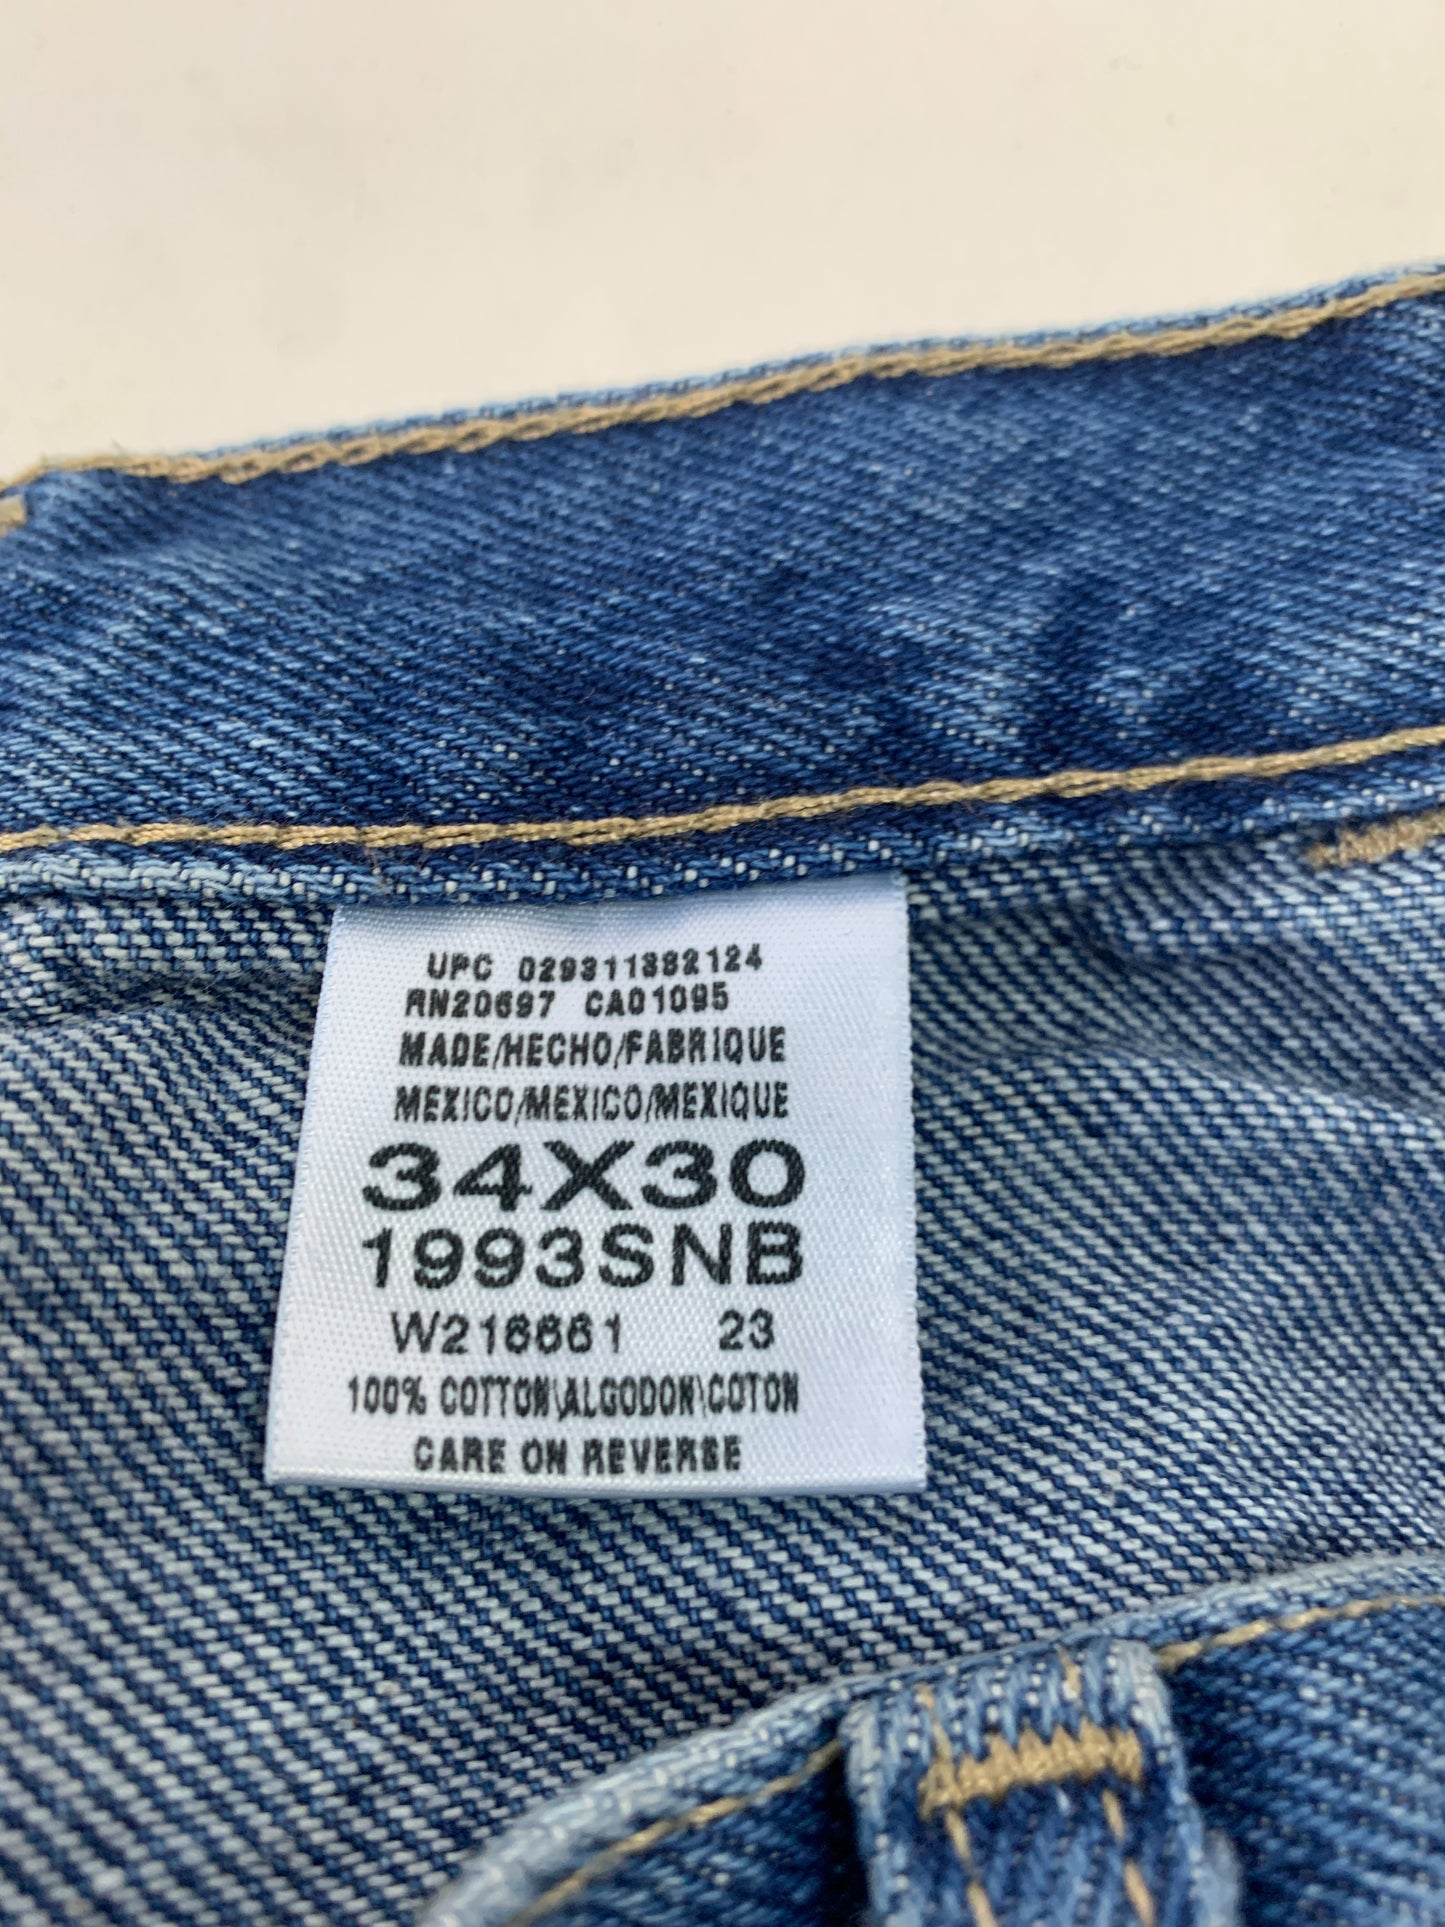 UPC 029311382124
RN20697 CA01095
MADE/HECHO/FABRIQUE
MEXICO/MEXICO/MEXIQUE
34X30
1993SNB
W216661 23
100% COTTON\ALGODON\COTON
CARE ON REVERSE